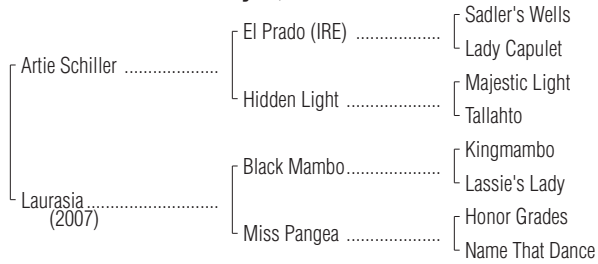 Sadler's Wells
El Prado (IRE) ..................
Lady Capulet
Artie Schiller ....................
Majestic Light
Hidden Light ....................
Tallahto
Kingmambo
Black Mambo....................
Lassie's Lady
Laurasia............................
(2007)
Honor Grades
Miss Pangea ....................
Name That Dance